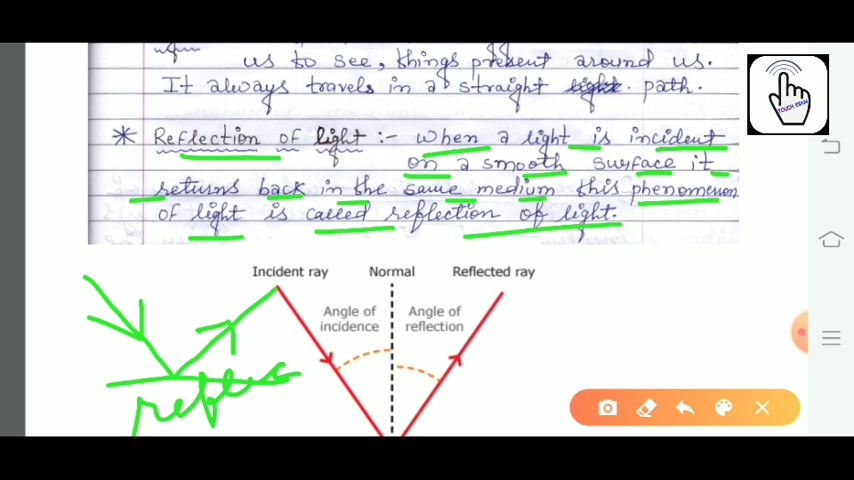 us to see, things present around us.
It always travels in a straight light. path.
* Reflection of light :- When a light is incident
on a smooth surface it
returns back in the same medium this phenomenon
of light is called reflection of light.
Incident ray Normal Reflected ray
Angle of incidence
Angle of reflection
reflec
TOUCH EXAM